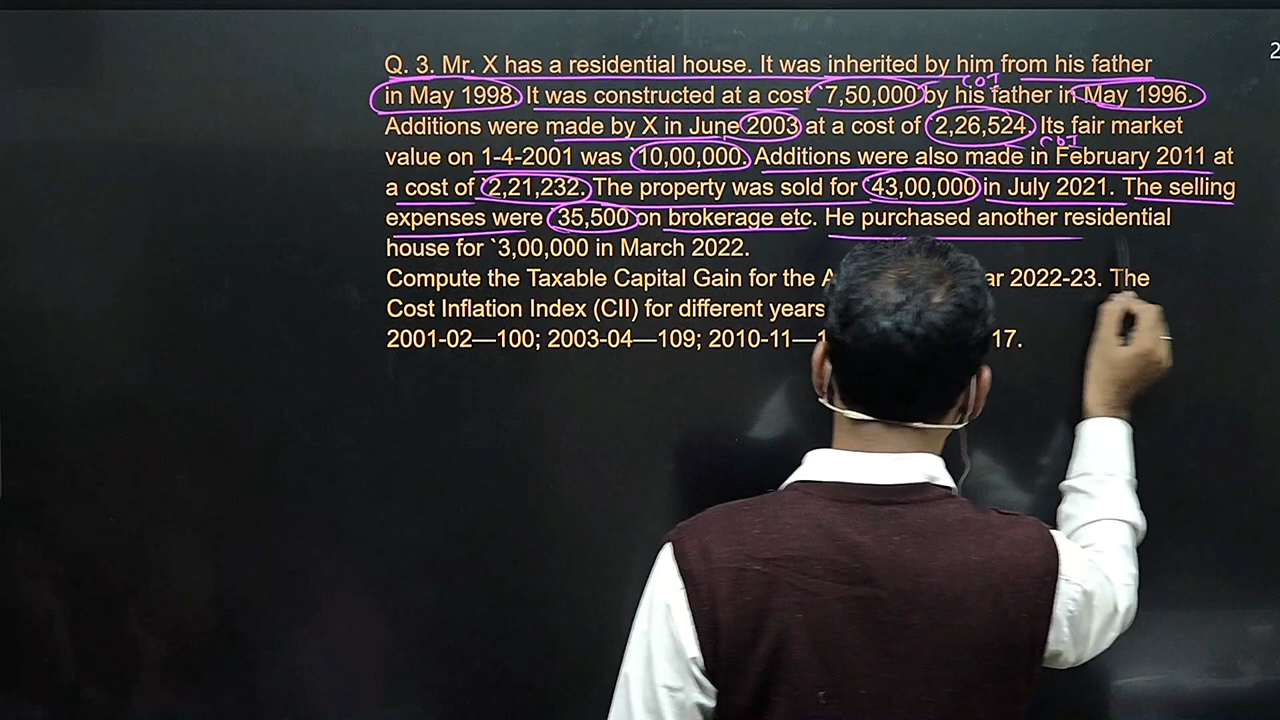 2
Q. 3. Mr. X has a residential house. It was inherited by him from his father
COI
in May 1998. It was constructed at a cost `7,50,000 by his father in May 1996.
Additions were made by X in June 2003 at a cost of `2,26,524. Its fair market
COI
value on 1-4-2001 was `10,00,000. Additions were also made in February 2011 at
a cost of `2,21,232. The property was sold for `43,00,000 in July 2021. The selling
expenses were `35,500 on brokerage etc. He purchased another residential
house for `3,00,000 in March 2022.
Compute the Taxable Capital Gain for the 2022-23. The
Cost Inflation Index (CII) for different years
2001-02—100; 2003-04—109; 2010-11— 17.